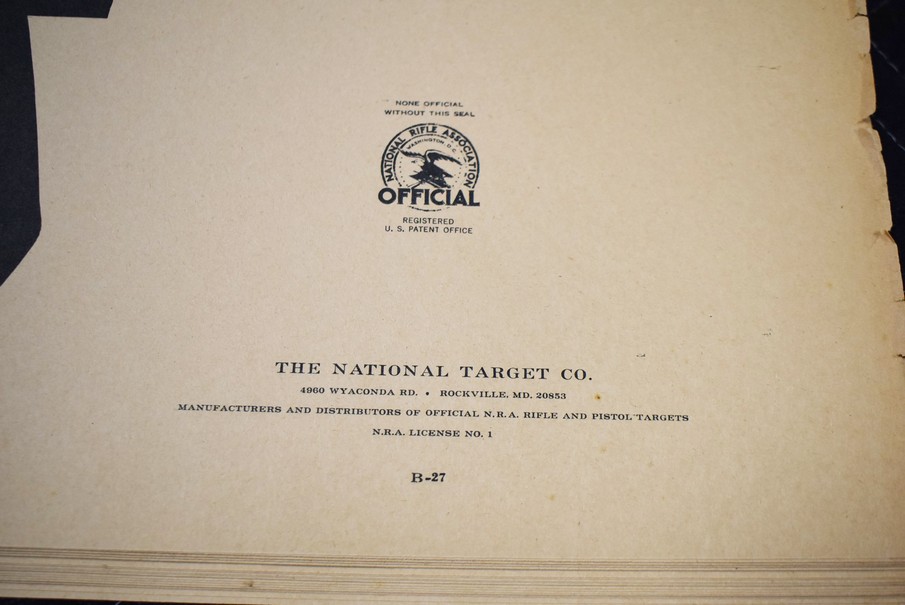 NONE OFFICIAL
WITHOUT THIS SEAL
NATIONAL RIFLE ASSOCIATION
WASHINGTON, D.C.
OFFICIAL
REGISTERED
U. S. PATENT OFFICE
THE NATIONAL TARGET CO.
4960 WYACONDA RD. • ROCKVILLE, MD. 20853
MANUFACTURERS AND DISTRIBUTORS OF OFFICIAL N.R.A. RIFLE AND PISTOL TARGETS
N.R.A. LICENSE NO. 1
B-27